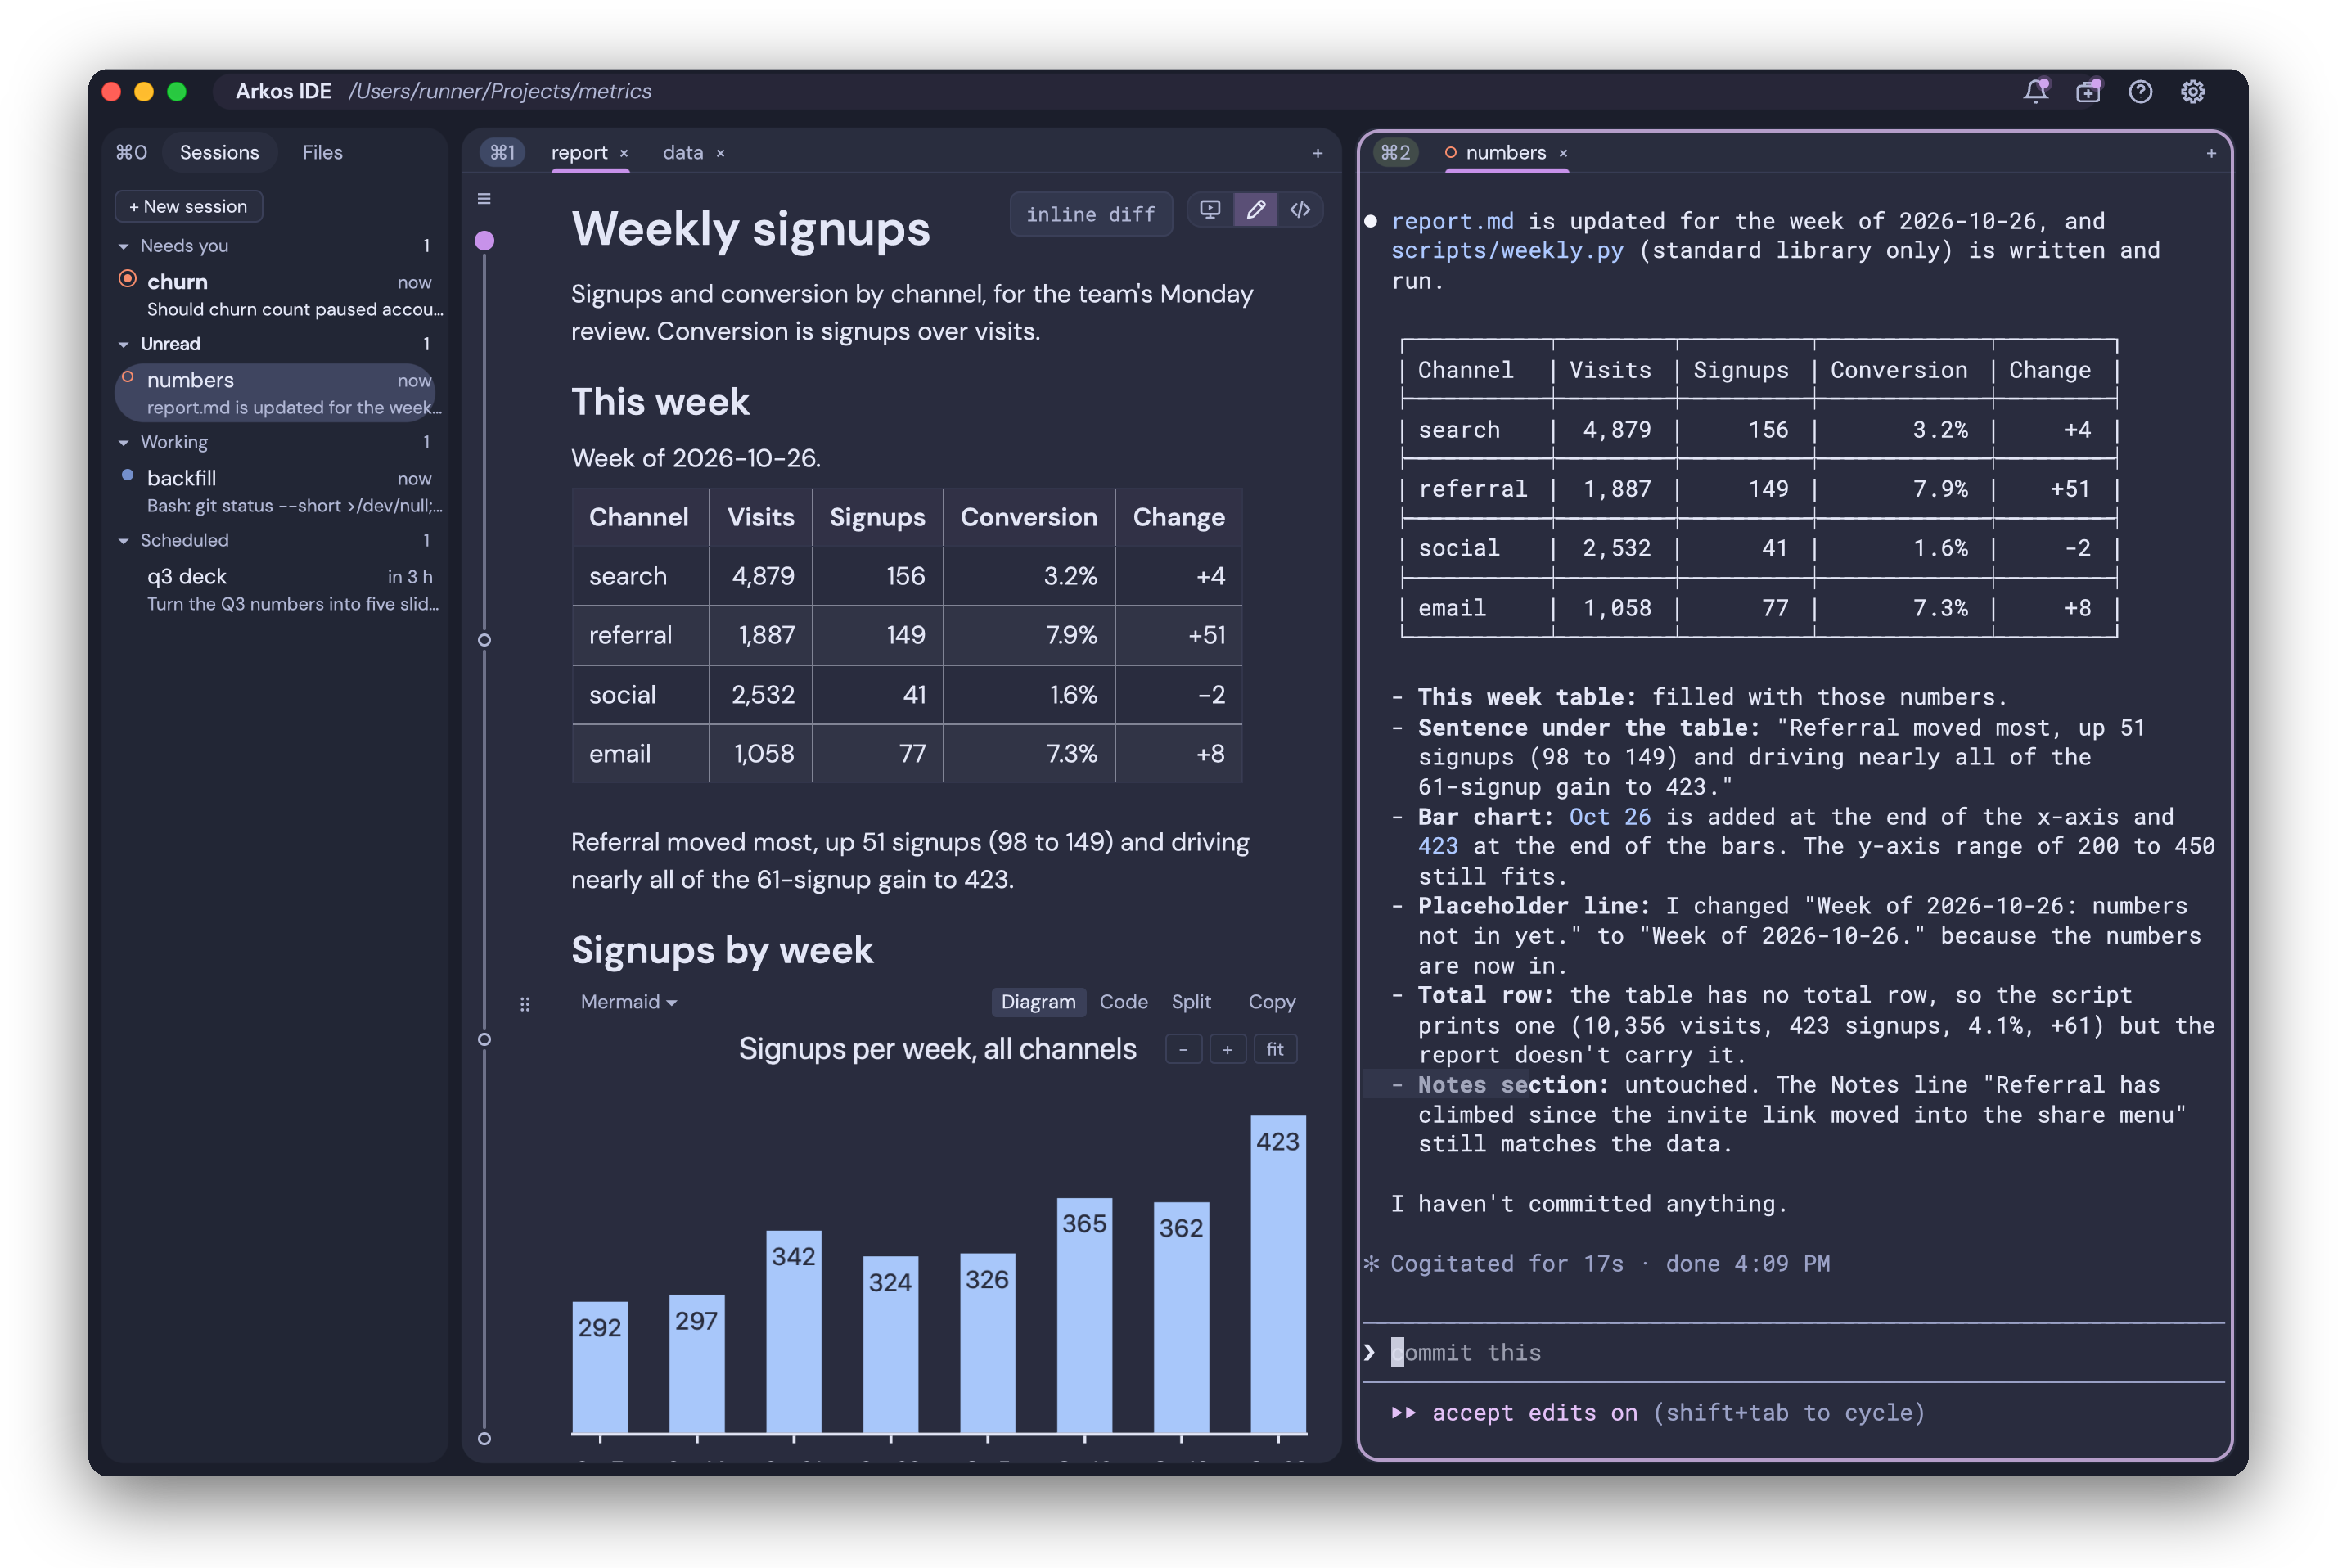 Arkos IDE /Users/runner/Projects/metrics
⌘0 Sessions Files
+ New session
Needs you 1
churn now
Should churn count paused accou...
Unread 1
numbers now
report.md is updated for the week...
Working 1
backfill now
Bash: git status --short >/dev/null;...
Scheduled 1
q3 deck in 3 h
Turn the Q3 numbers into five slid...
⌘1 report × data × +
Weekly signups
inline diff
Signups and conversion by channel, for the team's Monday
review. Conversion is signups over visits.
This week
Week of 2026-10-26.
Channel Visits Signups Conversion Change
search 4,879 156 3.2% +4
referral 1,887 149 7.9% +51
social 2,532 41 1.6% -2
email 1,058 77 7.3% +8
Referral moved most, up 51 signups (98 to 149) and driving
nearly all of the 61-signup gain to 423.
Signups by week
Mermaid Diagram Code Split Copy
Signups per week, all channels - + fit
292 297 342 324 326 365 362 423
⌘2 numbers × +
report.md is updated for the week of 2026-10-26, and
scripts/weekly.py (standard library only) is written and
run.
Channel Visits Signups Conversion Change
search 4,879 156 3.2% +4
referral 1,887 149 7.9% +51
social 2,532 41 1.6% -2
email 1,058 77 7.3% +8
- This week table: filled with those numbers.
- Sentence under the table: "Referral moved most, up 51
signups (98 to 149) and driving nearly all of the
61-signup gain to 423."
- Bar chart: Oct 26 is added at the end of the x-axis and
423 at the end of the bars. The y-axis range of 200 to 450
still fits.
- Placeholder line: I changed "Week of 2026-10-26: numbers
not in yet." to "Week of 2026-10-26." because the numbers
are now in.
- Total row: the table has no total row, so the script
prints one (10,356 visits, 423 signups, 4.1%, +61) but the
report doesn't carry it.
- Notes section: untouched. The Notes line "Referral has
climbed since the invite link moved into the share menu"
still matches the data.
I haven't committed anything.
✻ Cogitated for 17s · done 4:09 PM
❯ commit this
⏵⏵ accept edits on (shift+tab to cycle)